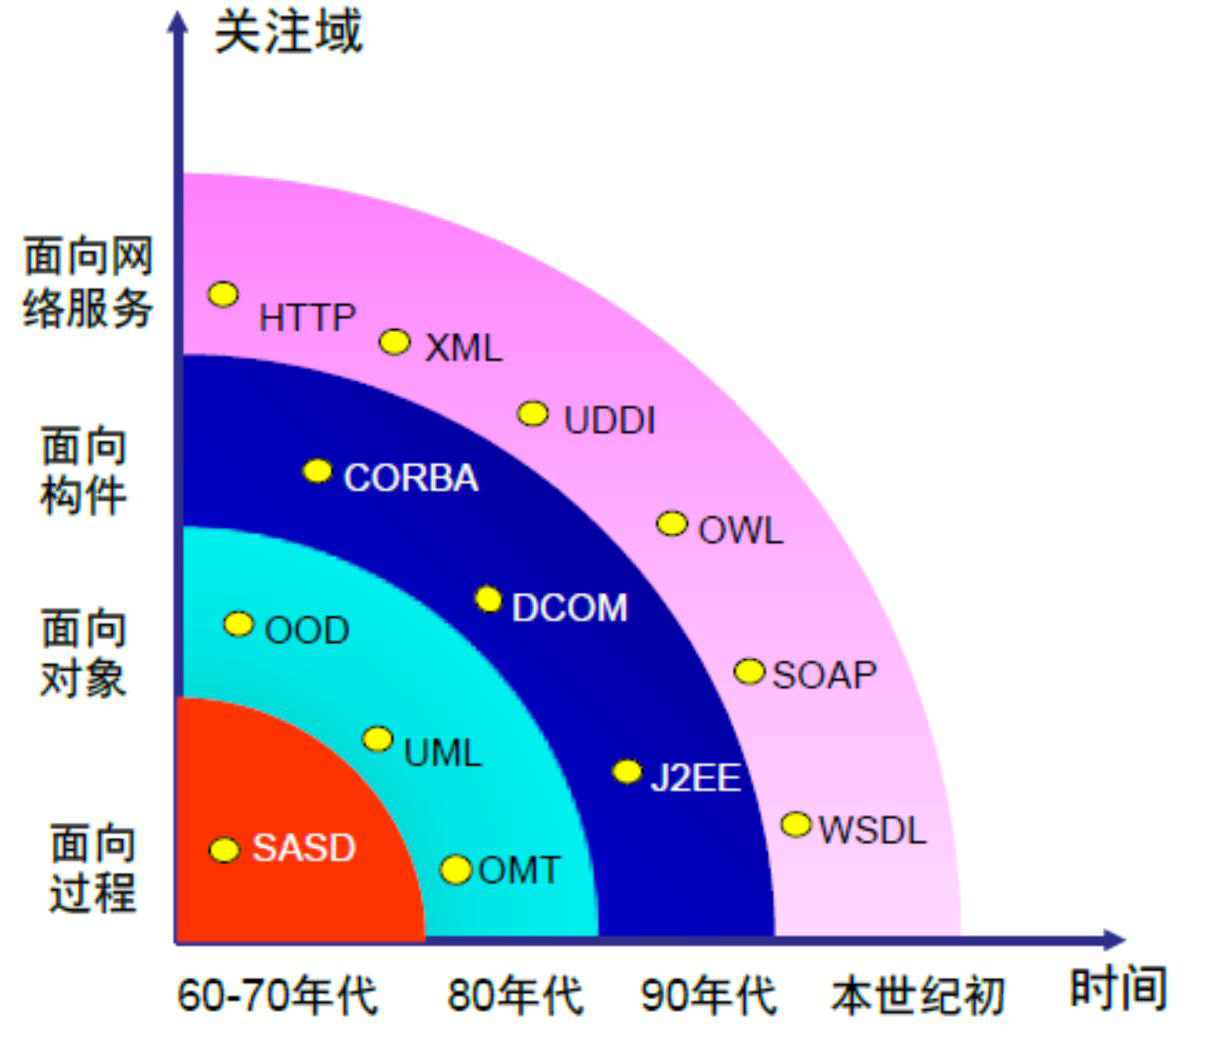 关注域
面向网
络服务
HTTP
XML
UDDI
面向
构件
CORBA
OWL
DCOM
面向
对象
OOD
SOAP
UML
J2EE
WSDL
面向
过程
SASD
OMT
60-70年代
80年代
90年代
本世纪初
时间